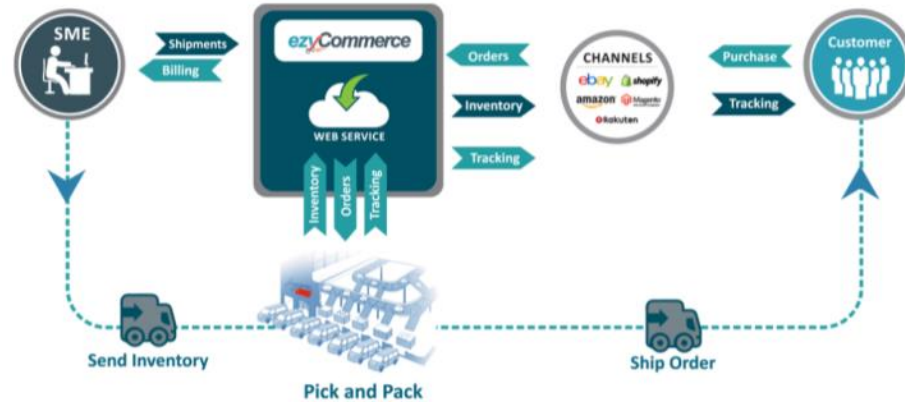 SME
Shipments
Billing
ezyCommerce
WEB SERVICE
Inventory
Orders
Tracking
Orders
Inventory
Tracking
CHANNELS
ebay
shopify
amazon
Magento
Rakuten
Purchase
Tracking
Customer
Send Inventory
Pick and Pack
Ship Order